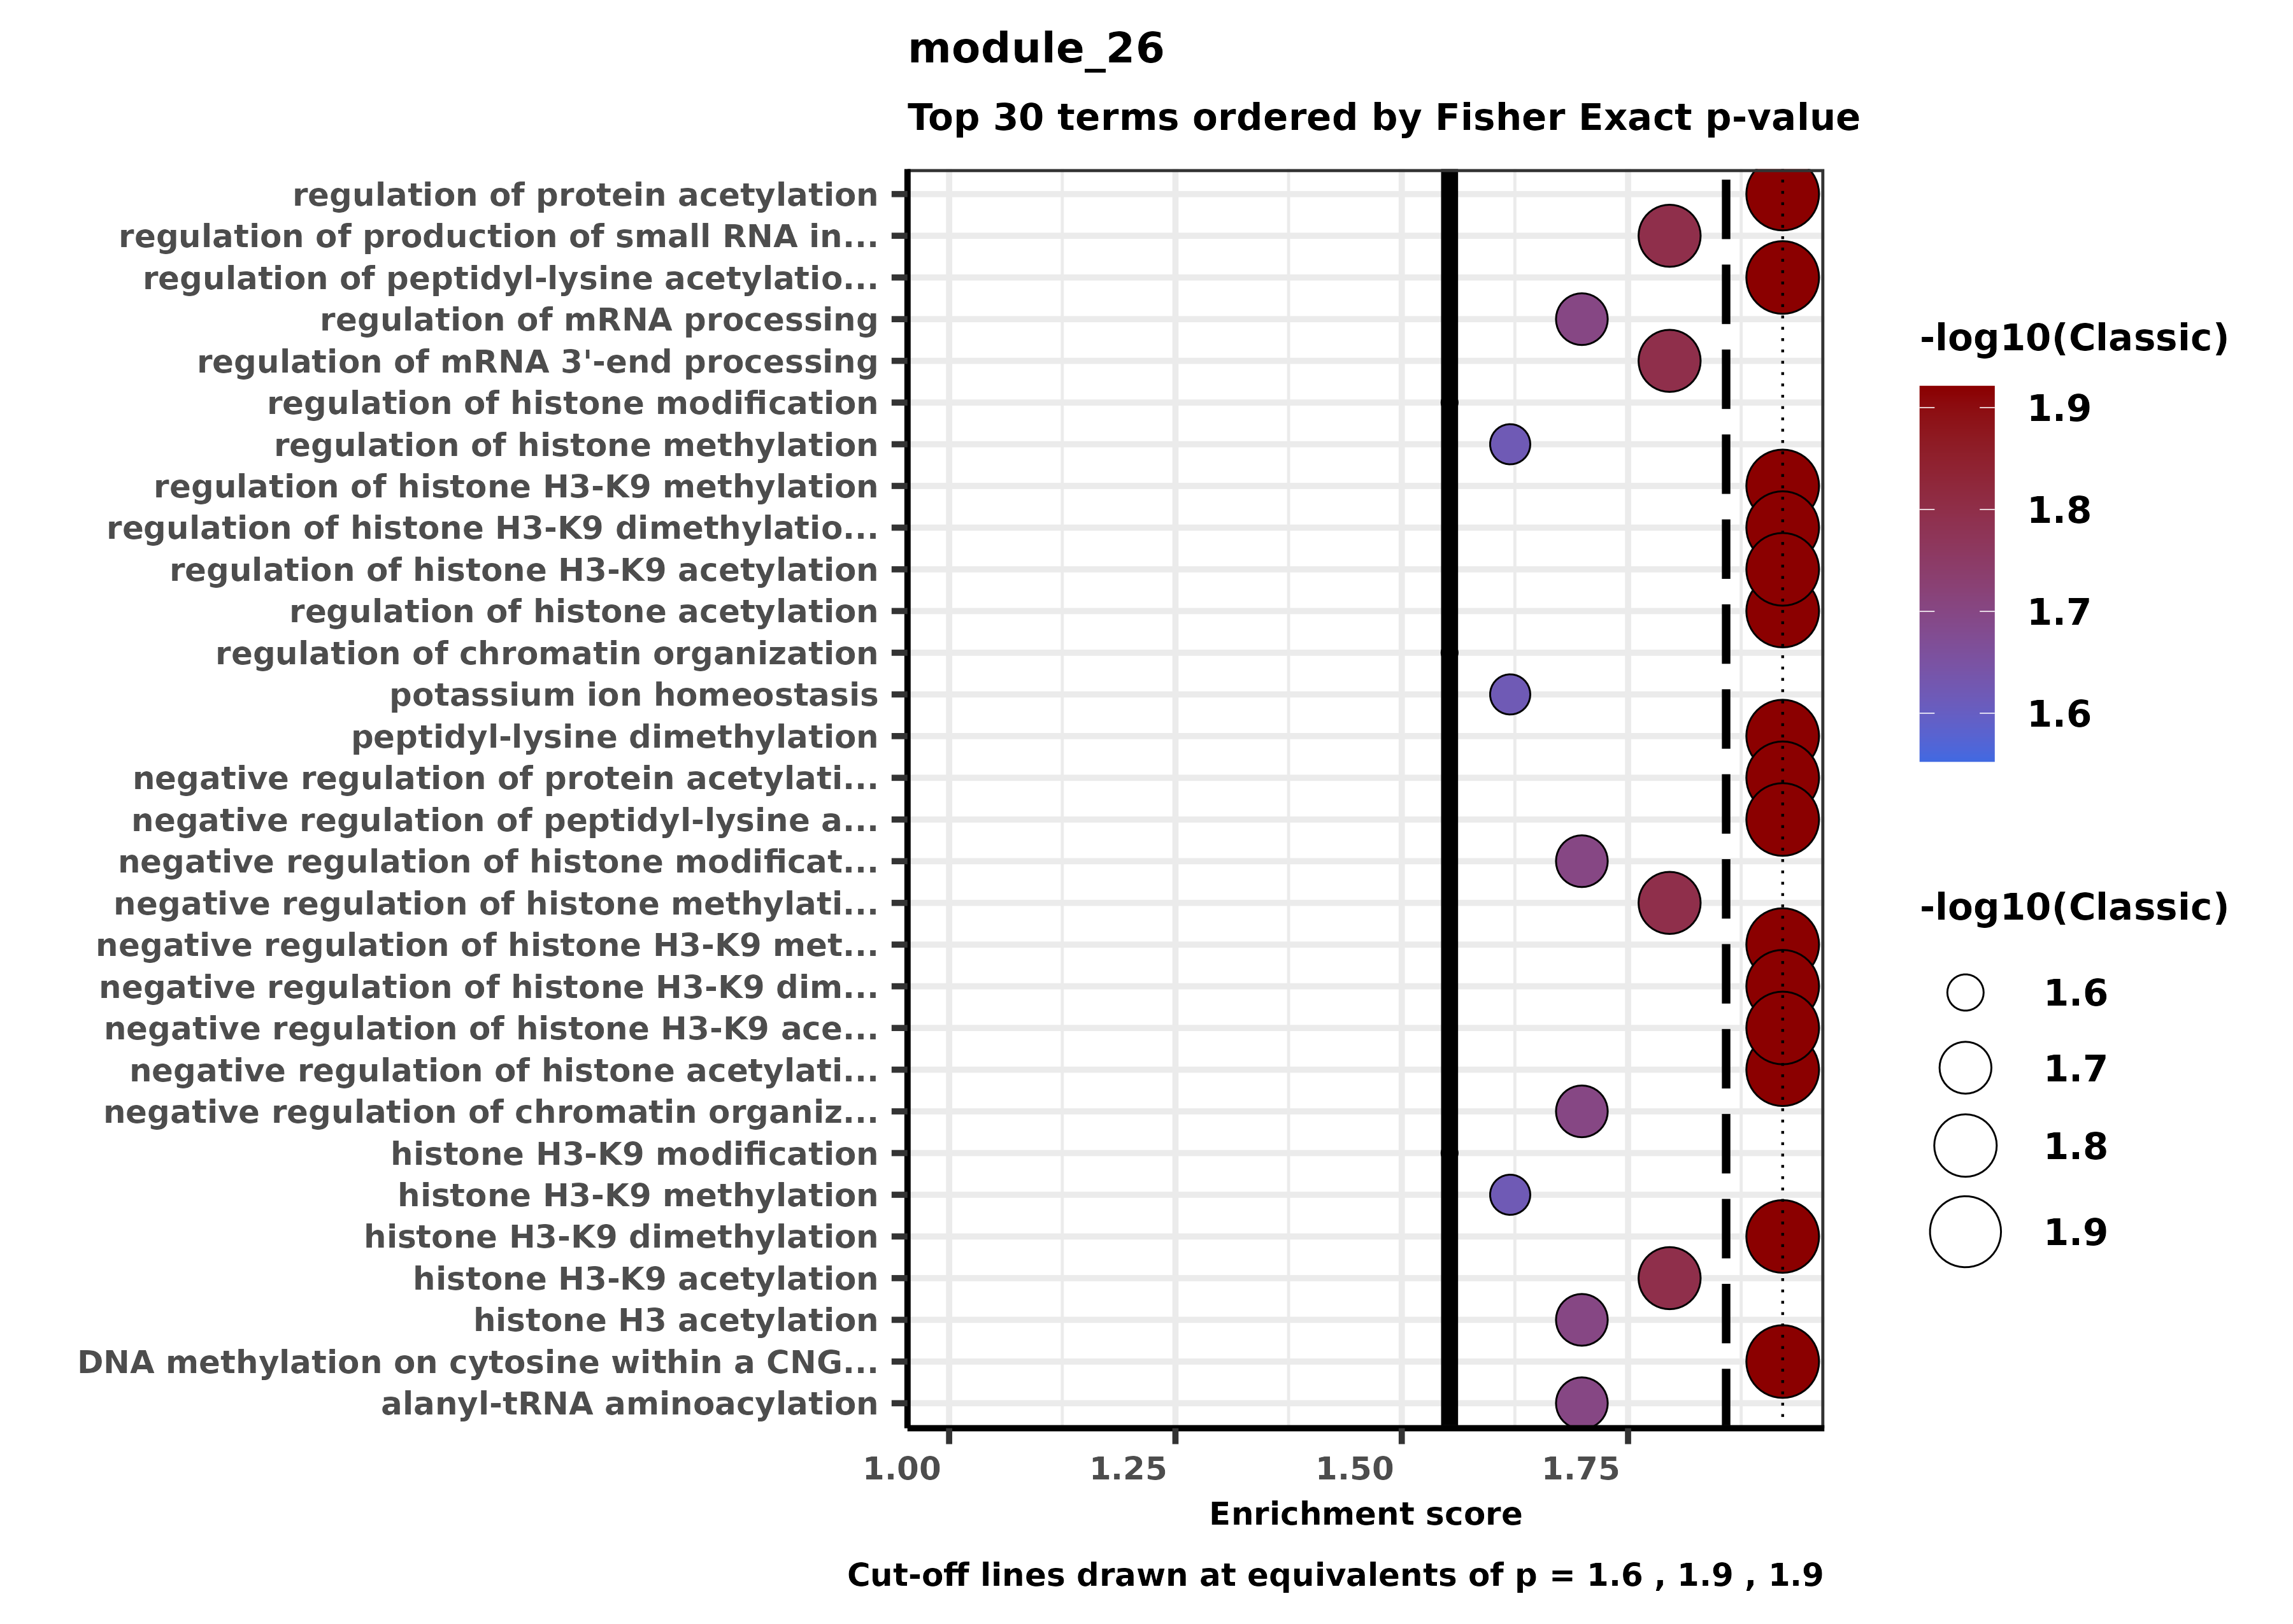 module_26
Top 30 terms ordered by Fisher Exact p-value
regulation of protein acetylation
regulation of production of small RNA in...
regulation of peptidyl-lysine acetylatio...
regulation of mRNA processing
regulation of mRNA 3'-end processing
regulation of histone modification
regulation of histone methylation
regulation of histone H3-K9 methylation
regulation of histone H3-K9 dimethylatio...
regulation of histone H3-K9 acetylation
regulation of histone acetylation
regulation of chromatin organization
potassium ion homeostasis
peptidyl-lysine dimethylation
negative regulation of protein acetylati...
negative regulation of peptidyl-lysine a...
negative regulation of histone modificat...
negative regulation of histone methylati...
negative regulation of histone H3-K9 met...
negative regulation of histone H3-K9 dim...
negative regulation of histone H3-K9 ace...
negative regulation of histone acetylati...
negative regulation of chromatin organiz...
histone H3-K9 modification
histone H3-K9 methylation
histone H3-K9 dimethylation
histone H3-K9 acetylation
histone H3 acetylation
DNA methylation on cytosine within a CNG...
alanyl-tRNA aminoacylation
1.00 1.25 1.50 1.75
Enrichment score
Cut-off lines drawn at equivalents of p = 1.6 , 1.9 , 1.9
-log10(Classic)
1.9
1.8
1.7
1.6
-log10(Classic)
1.6
1.7
1.8
1.9